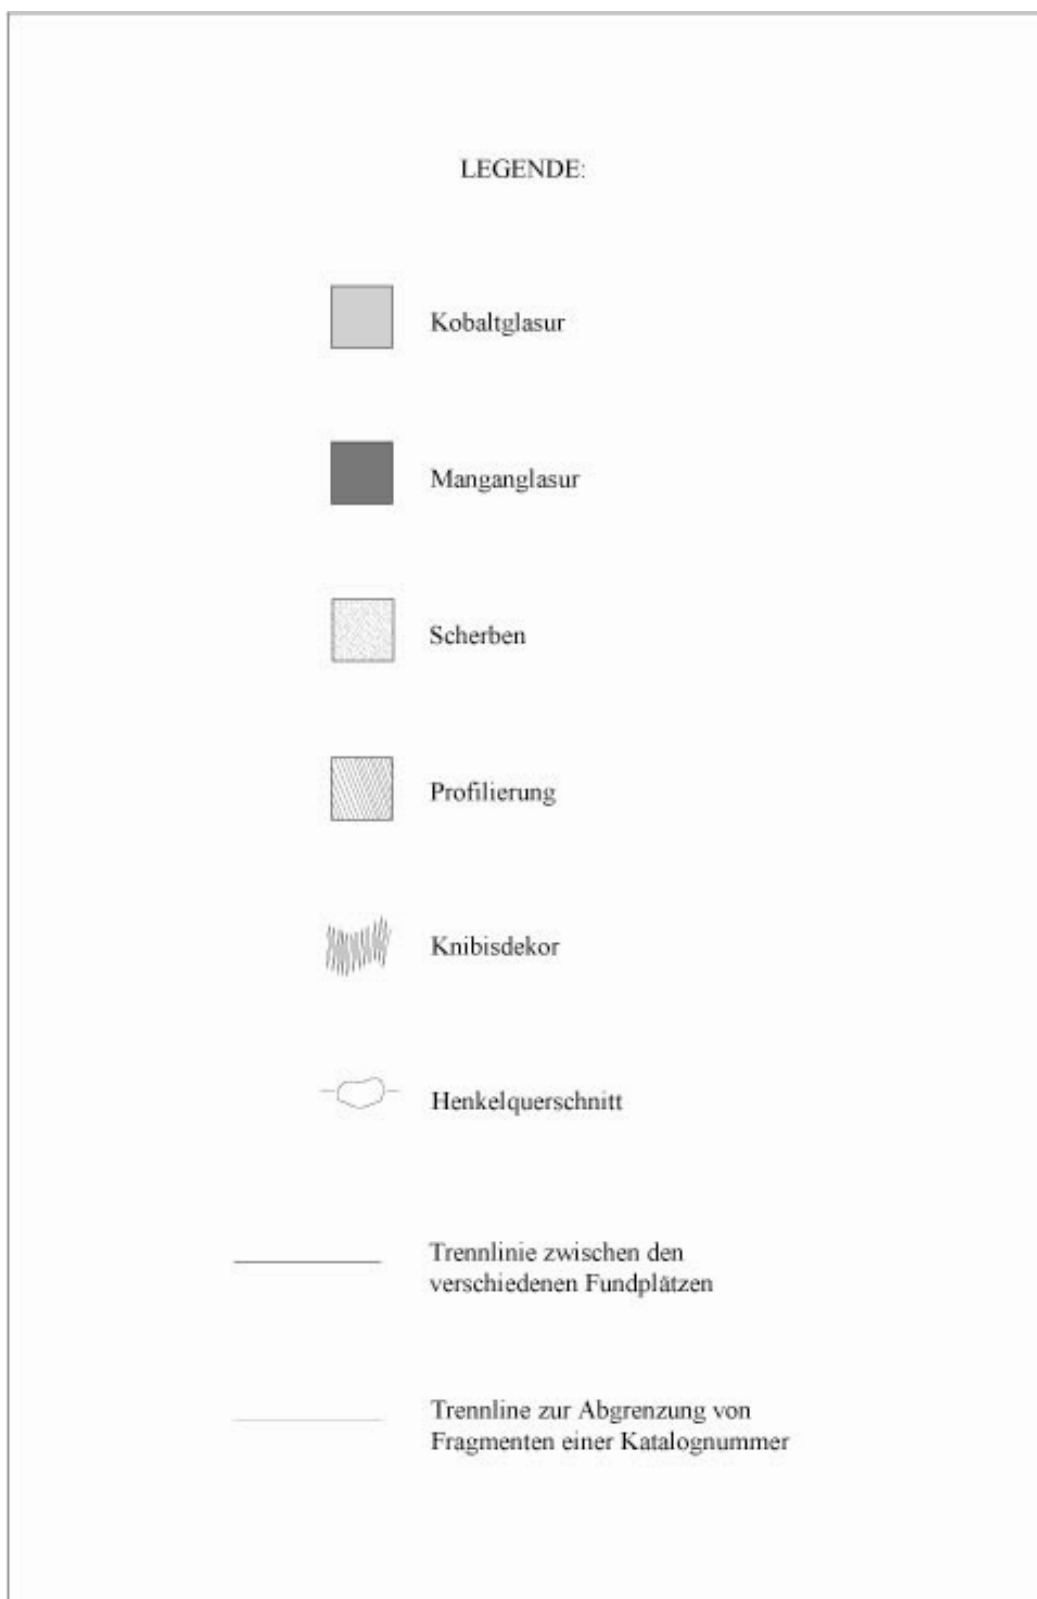 LEGENDE:
Kobaltglasur
Manganglasur
Scherben
Profilierung
Knibisdekor
Henkelquerschnitt
Trennlinie zwischen den
verschiedenen Fundplätzen
Trennline zur Abgrenzung von
Fragmenten einer Katalognummer